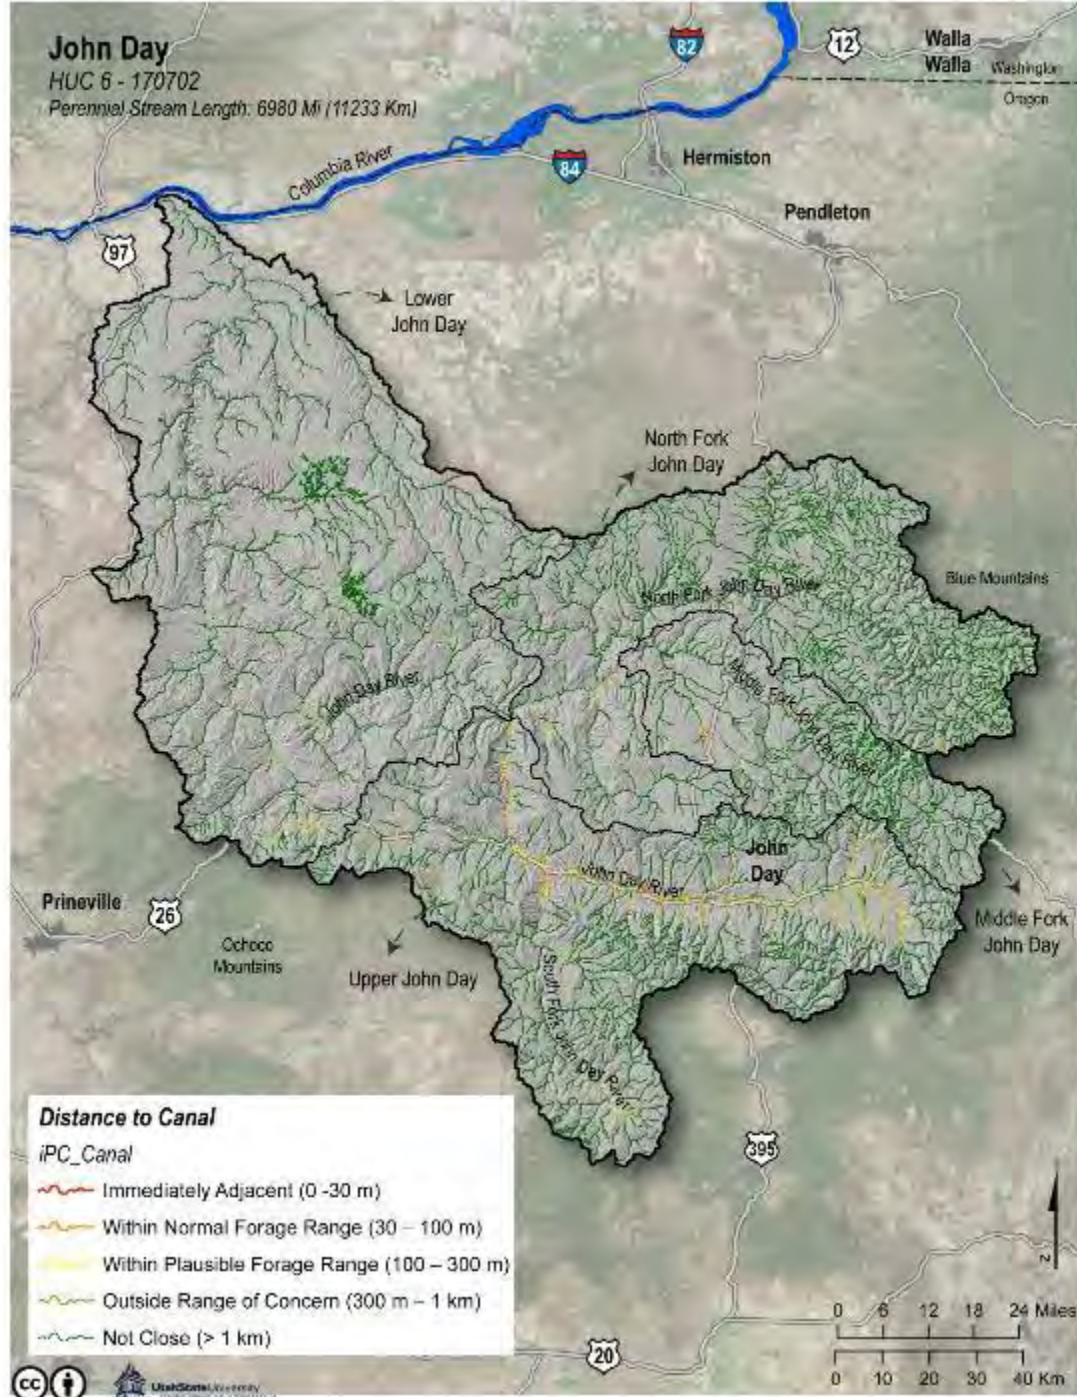 John Day
HUC 6 - 170702
Perennial Stream Length: 6980 Mi (11233 Km)
82
12
Walla
Walla
Washington
Oregon
Columbia River
84
Hermiston
Pendleton
97
Lower
John Day
North Fork
John Day
Blue Mountains
North Fork John Day River
Middle Fork John Day River
John Day River
John
Day
John Day River
Prineville
26
Ochoco
Mountains
Upper John Day
South Fork John Day River
Middle Fork
John Day
395
Distance to Canal
iPC_Canal
Immediately Adjacent (0 -30 m)
Within Normal Forage Range (30 – 100 m)
Within Plausible Forage Range (100 – 300 m)
Outside Range of Concern (300 m – 1 km)
Not Close (> 1 km)
N
0 6 12 18 24 Miles
0 10 20 30 40 Km
20
cc
UtahStateUniversity